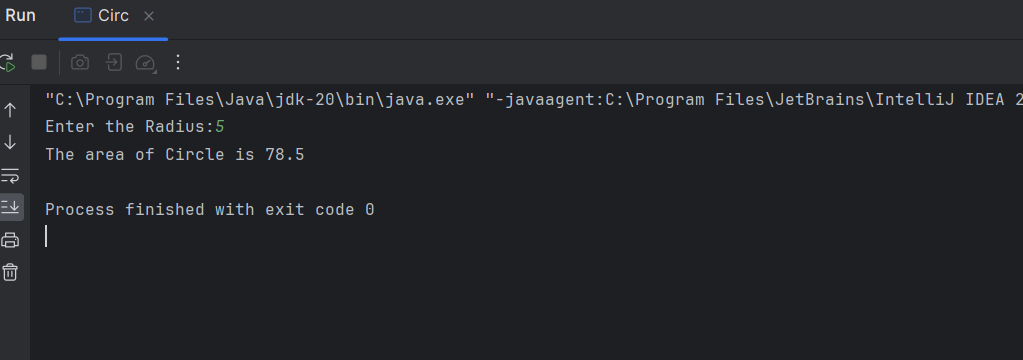 Run Circ
"C:\Program Files\Java\jdk-20\bin\java.exe" "-javaagent:C:\Program Files\JetBrains\IntelliJ IDEA 2
Enter the Radius:5
The area of Circle is 78.5
Process finished with exit code 0